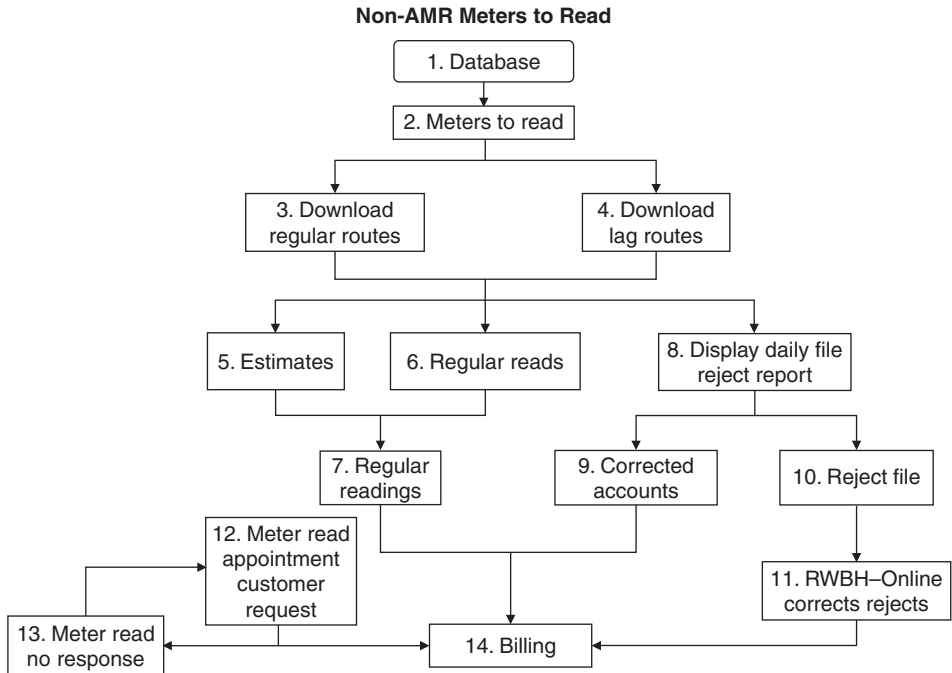 Non-AMR Meters to Read
1. Database
2. Meters to read
3. Download
regular routes
4. Download
lag routes
5. Estimates
6. Regular reads
8. Display daily file
reject report
7. Regular
readings
9. Corrected
accounts
10. Reject file
12. Meter read
appointment
customer
request
11. RWBH–Online
corrects rejects
13. Meter read
no response
14. Billing